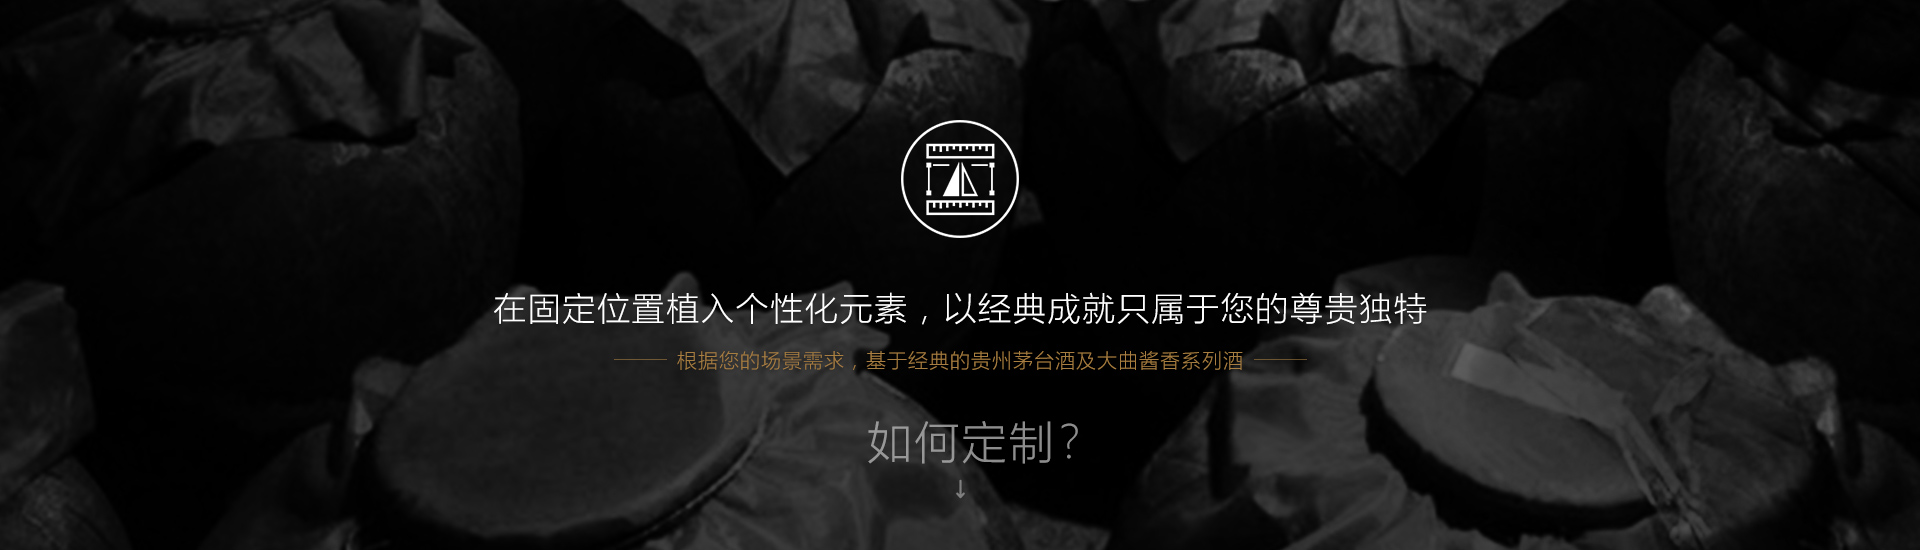 在固定位置植入个性化元素，以经典成就只属于您的尊贵独特
根据您的场景需求，基于经典的贵州茅台酒及大曲酱香系列酒
如何定制？
↓